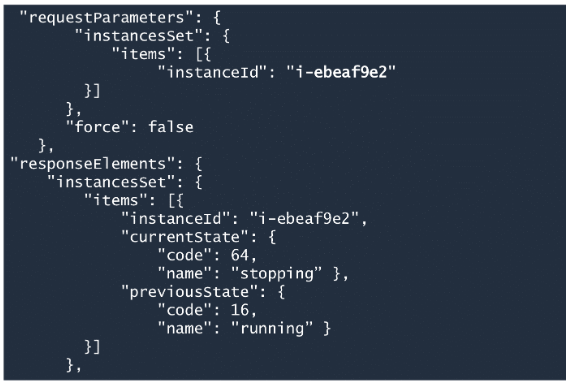 "requestParameters": {
"instancesSet": {
"items": [{
"instanceId": "i-ebeaf9e2"
}]
},
"force": false
},
"responseElements": {
"instancesSet": {
"items": [{
"instanceId": "i-ebeaf9e2",
"currentState": {
"code": 64,
"name": "stopping” },
"previousState": {
"code": 16,
"name": "running” }
}]
},